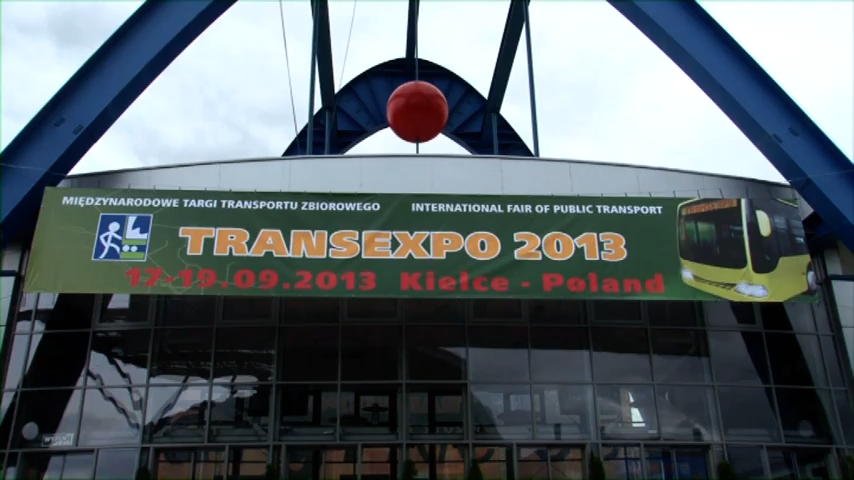 MIĘDZYNARODOWE TARGI TRANSPORTU ZBIOROWEGO INTERNATIONAL FAIR OF PUBLIC TRANSPORT
TRANSEXPO 2013
17-19.09.2013 Kielce - Poland